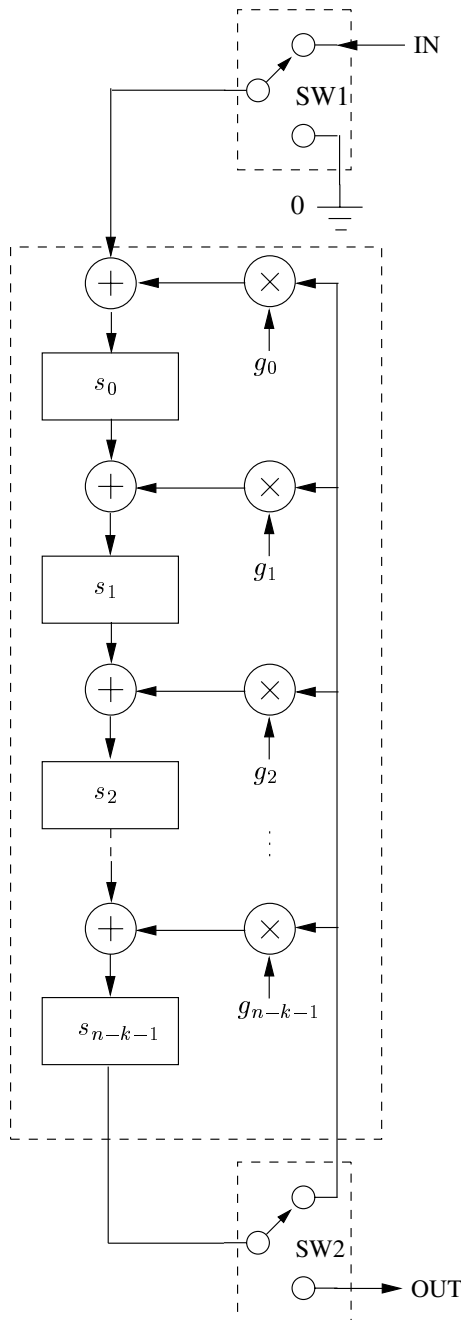 IN
SW1
0
+
×
g₀
s₀
+
×
g₁
s₁
+
×
g₂
s₂
+
×
gₙ₋ₖ₋₁
sₙ₋ₖ₋₁
SW2
OUT